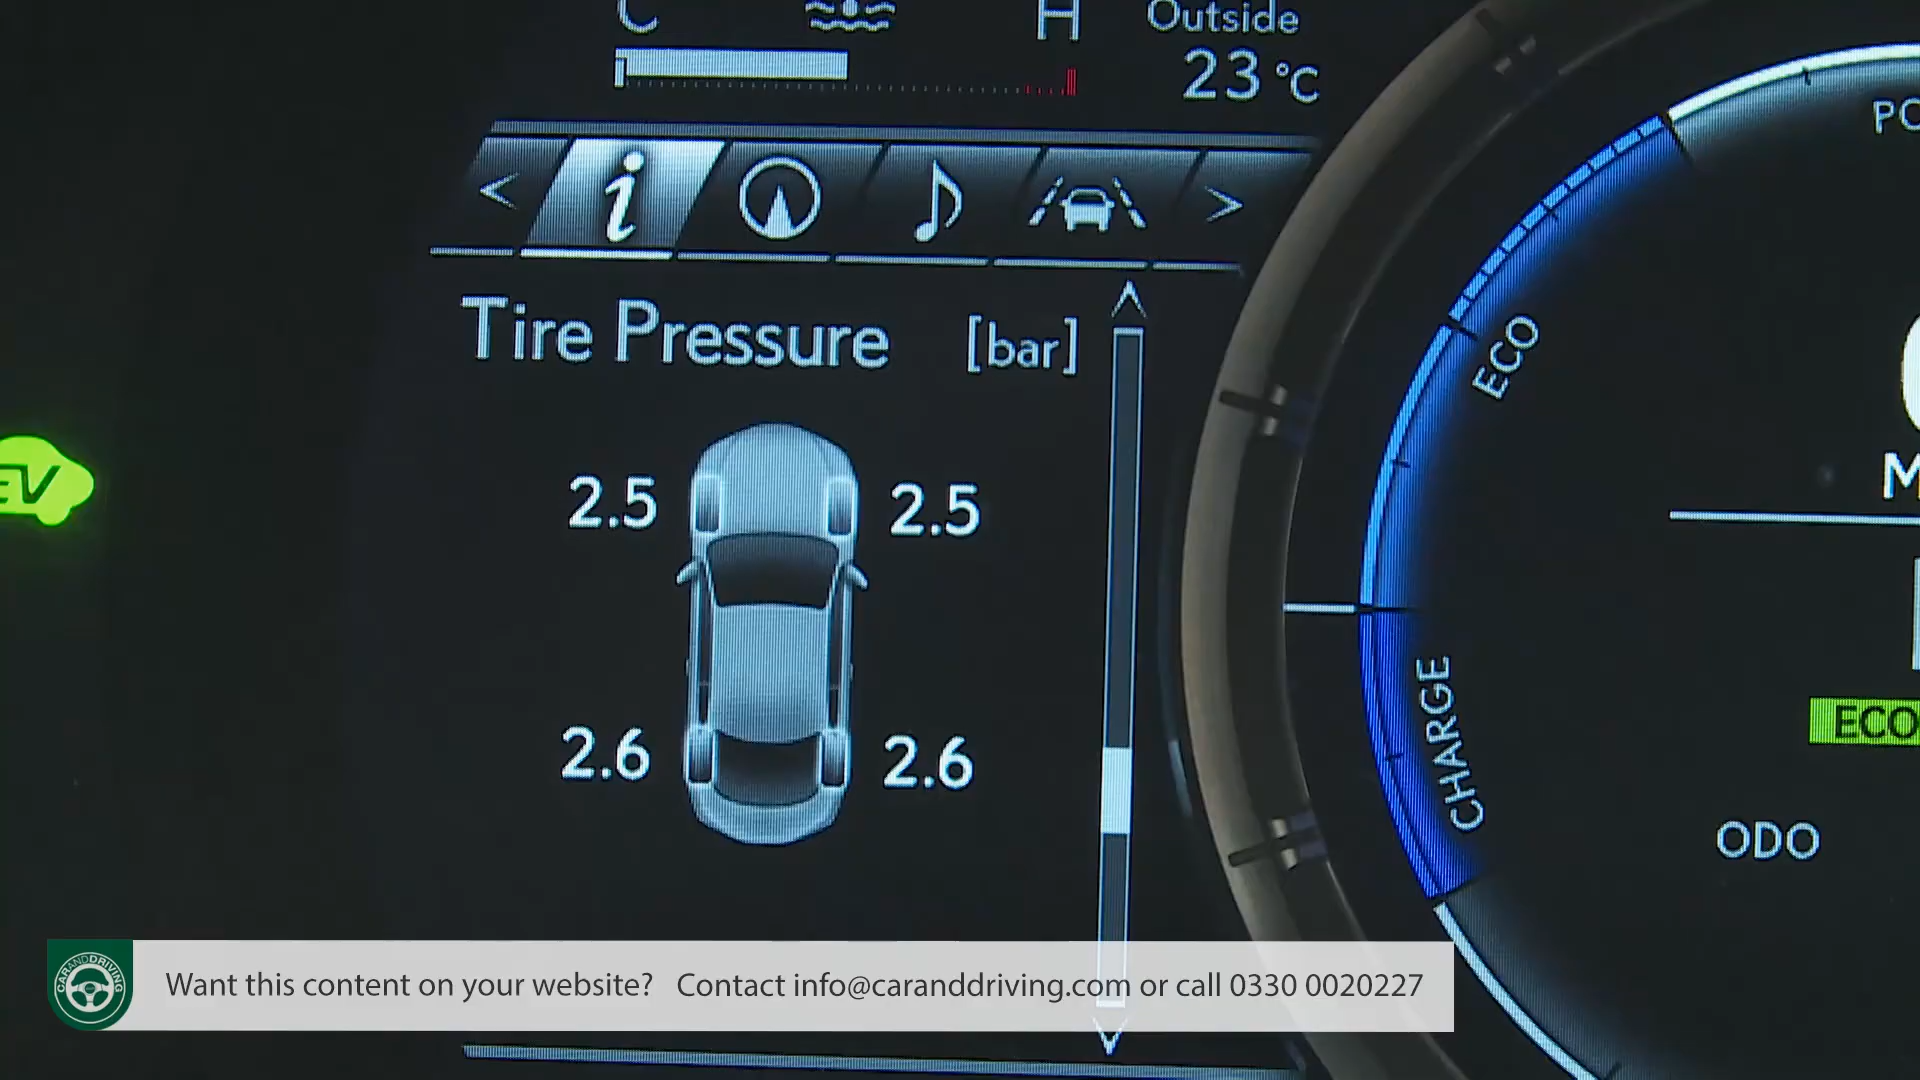 C H Outside
23 °C
i
Tire Pressure [bar]
2.5 2.5
2.6 2.6
EV
ECO
CHARGE
ECO
ODO
CARANDDRIVING
Want this content on your website? Contact info@caranddriving.com or call 0330 0020227